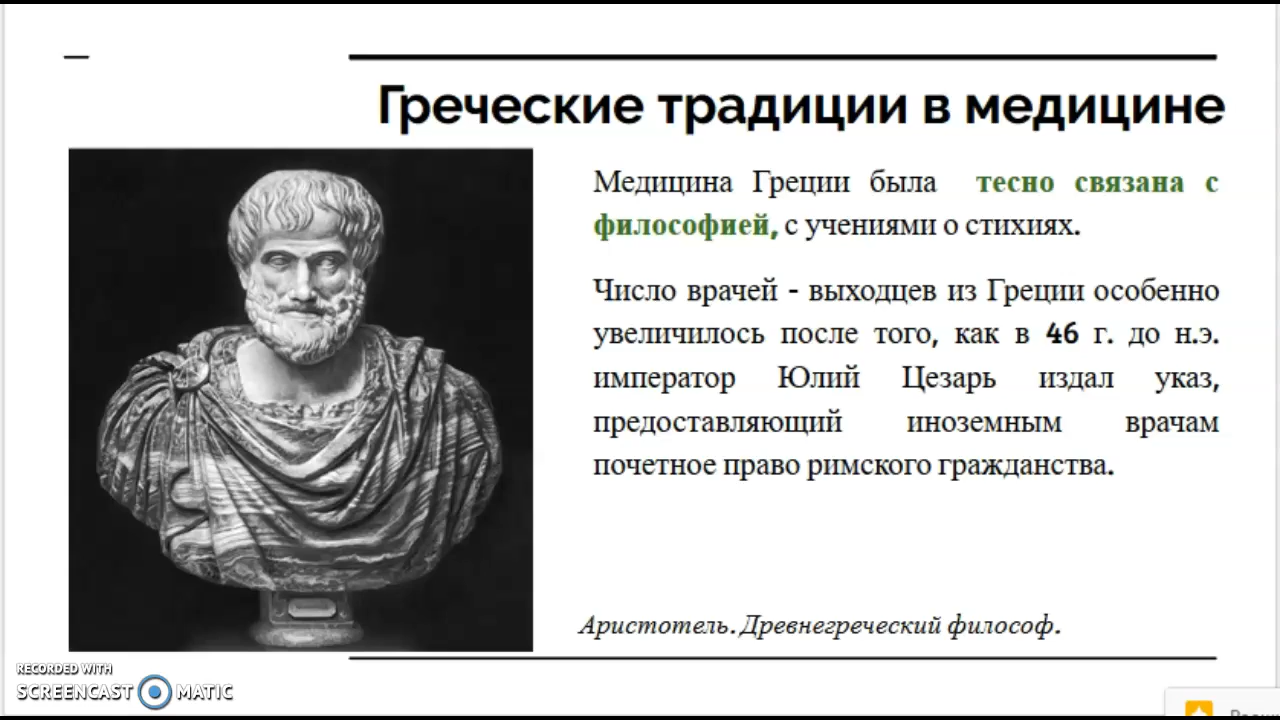 Греческие традиции в медицине
Медицина Греции была тесно связана с
философией, с учениями о стихиях.
Число врачей - выходцев из Греции особенно
увеличилось после того, как в 46 г. до н.э.
император Юлий Цезарь издал указ,
предоставляющий иноземным врачам
почетное право римского гражданства.
Аристотель. Древнегреческий философ.
RECORDED WITH
SCREENCAST MATIC